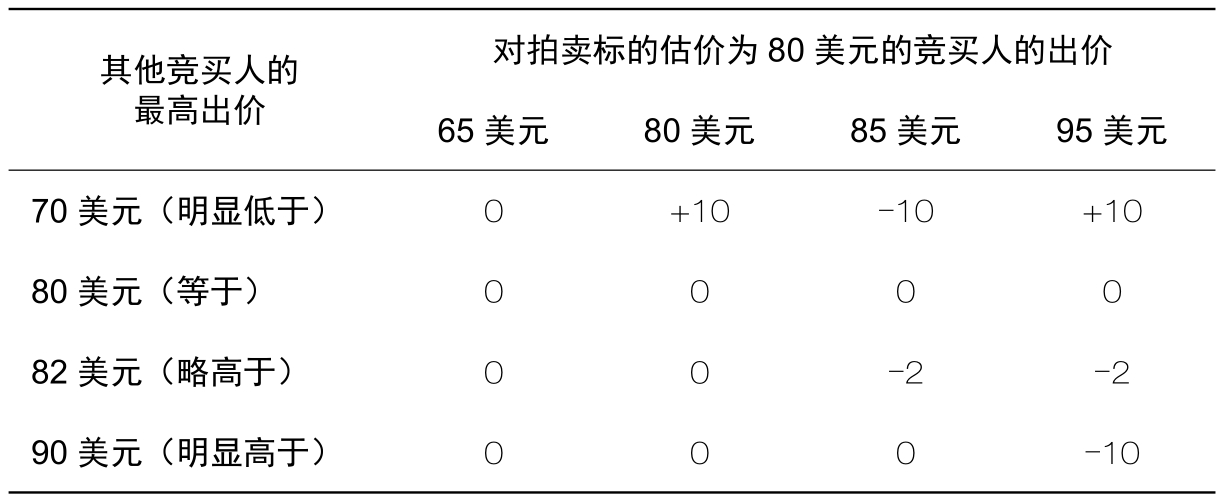 其他竞买人的
最高出价
对拍卖标的估价为 80 美元的竞买人的出价
65 美元 80 美元 85 美元 95 美元
70 美元（明显低于） 0 +10 -10 +10
80 美元（等于） 0 0 0 0
82 美元（略高于） 0 0 -2 -2
90 美元（明显高于） 0 0 0 -10